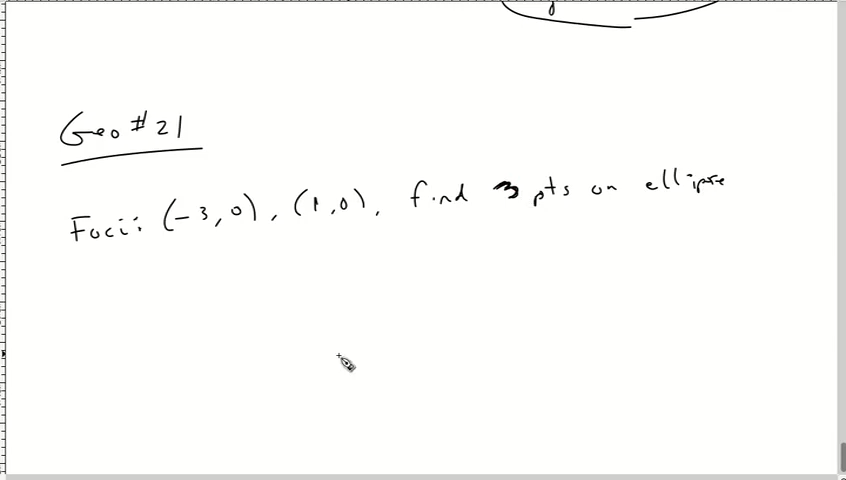 Geo #21
Foci: (-3,0), (1,0), find 3 pts on ellipse